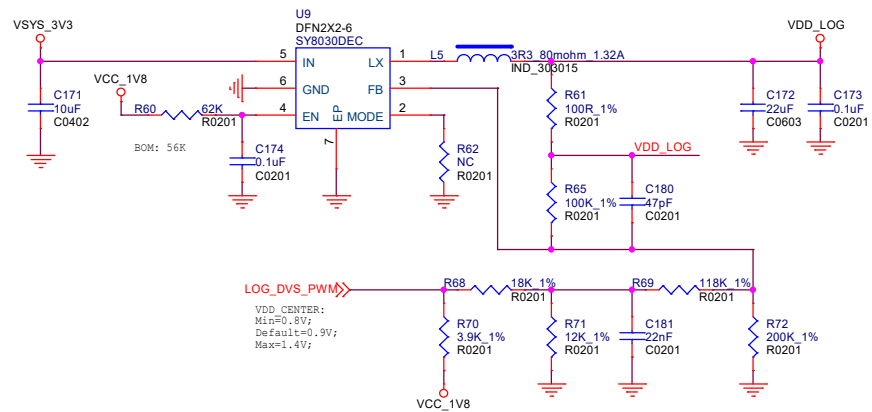 U9
DFN2X2-6
SY8030DEC
VSYS_3V3
VDD_LOG
5 IN LX 1
L5 3R3_80mohm_1.32A
IND_303015
6 GND FB 3
4 EN EP MODE 2
7
C171
10uF
C0402
VCC_1V8
R60 62K
R0201
BOM: 56K
C174
0.1uF
C0201
R62
NC
R0201
R61
100R_1%
R0201
C172
22uF
C0603
C173
0.1uF
C0201
VDD_LOG
R65
100K_1%
R0201
C180
47pF
C0201
LOG_DVS_PWM
R68 18K_1%
R0201
R69 118K_1%
R0201
VDD_CENTER:
Min=0.8V;
Default=0.9V;
Max=1.4V;
R70
3.9K_1%
R0201
R71
12K_1%
R0201
C181
22nF
C0201
R72
200K_1%
R0201
VCC_1V8